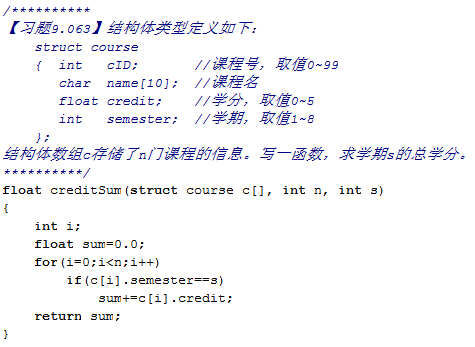 /**********
【习题9.063】结构体类型定义如下：
struct course
{ int cID; //课程号，取值0~99
char name[10]; //课程名
float credit; //学分，取值0~5
int semester; //学期，取值1~8
};
结构体数组c存储了n门课程的信息。写一函数，求学期s的总学分。
**********/
float creditSum(struct course c[], int n, int s)
{
int i;
float sum=0.0;
for(i=0;i<n;i++)
if(c[i].semester==s)
sum+=c[i].credit;
return sum;
}